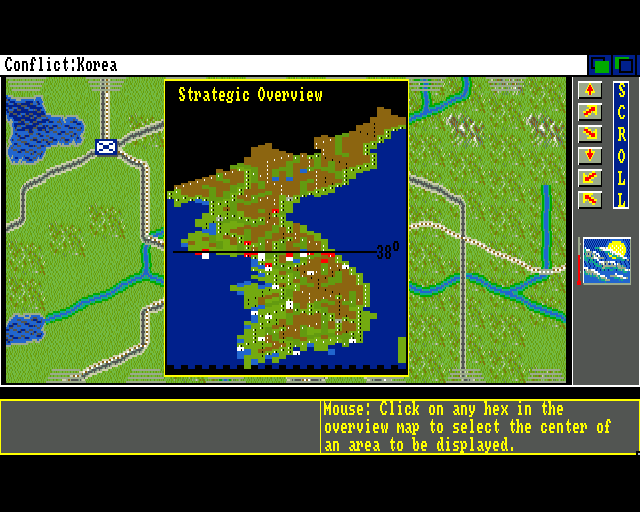 Conflict:Korea
Strategic Overview
38º
SCROLL
Mouse: Click on any hex in the
overview map to select the center of
an area to be displayed.